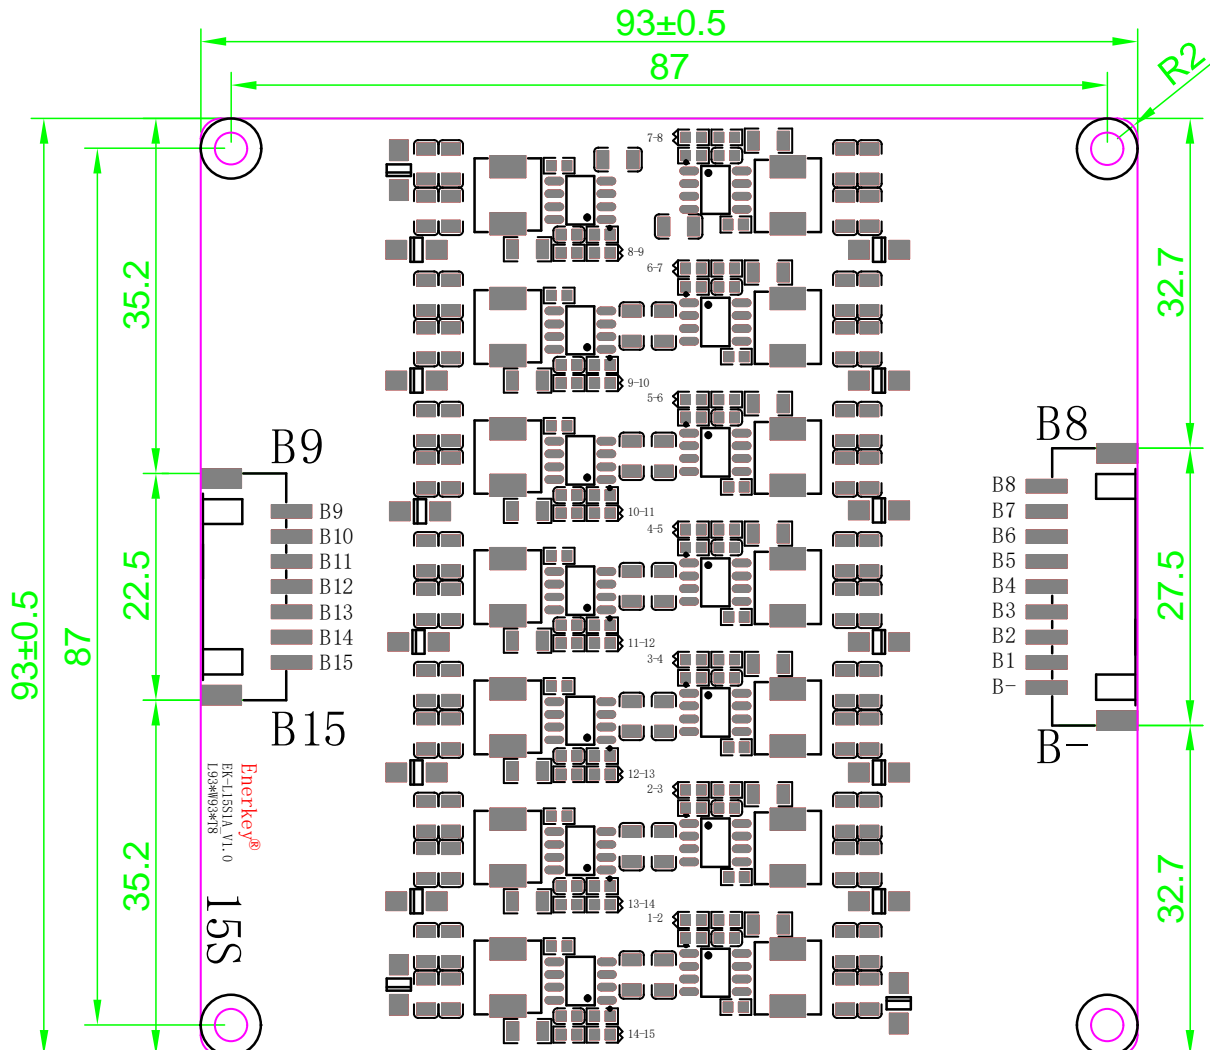 93±0.5
87
R2
7-8
8-9
6-7
35.2
32.7
9-10
5-6
B9
B8
B9
B10
B11
B12
B13
B14
B15
10-11
4-5
B8
B7
B6
B5
B4
B3
B2
B1
B-
22.5
27.5
93±0.5
87
11-12
3-4
B15
B-
12-13
2-3
Enerkey®
EK-L15S1A_V1.0
L93*W93*T8
35.2
32.7
15S
13-14
1-2
14-15